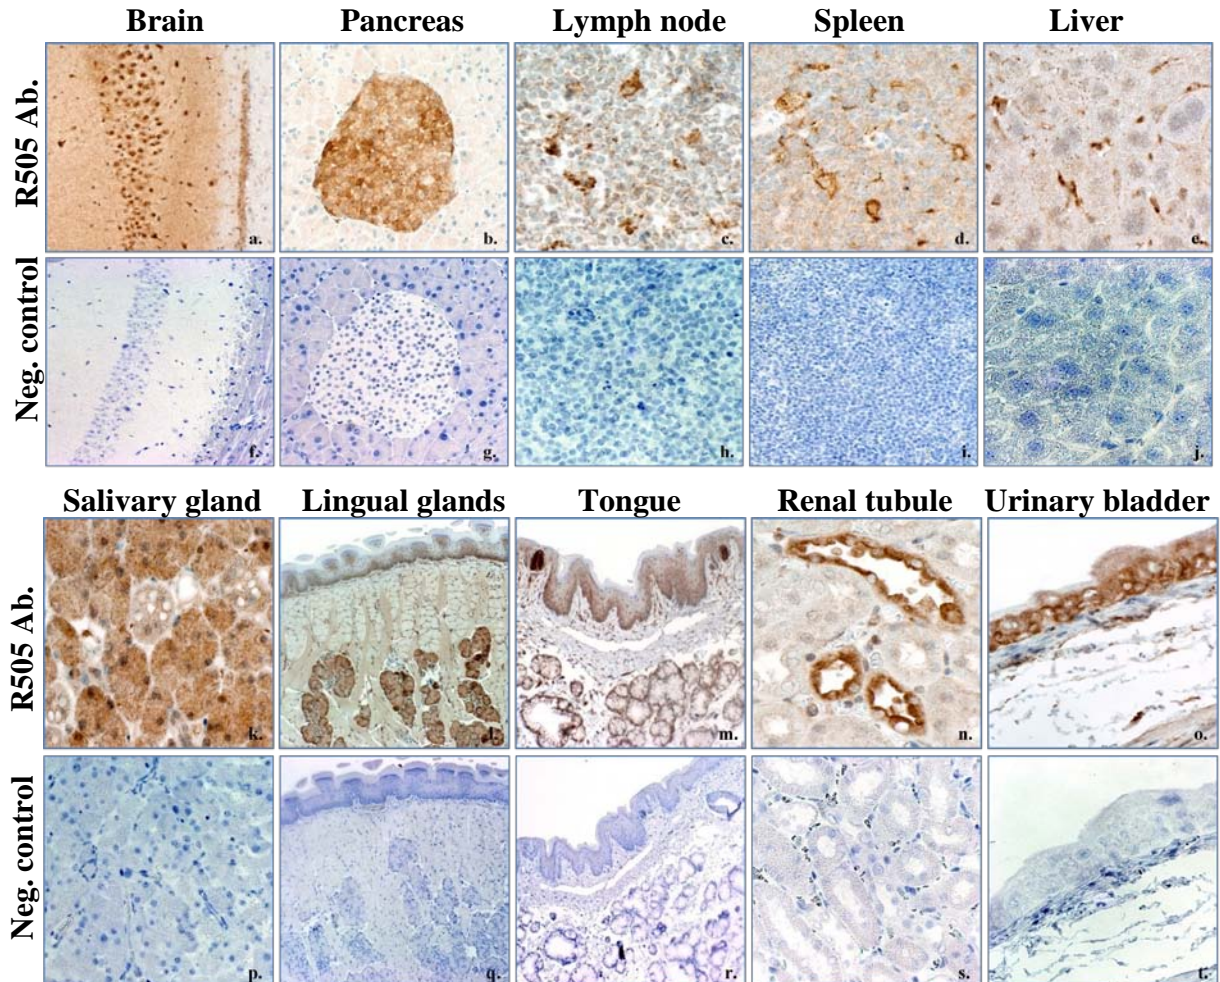 Brain Pancreas Lymph node Spleen Liver
R505 Ab.
a. b. c. d. e.
Neg. control
f. g. h. i. j.
Salivary gland Lingual glands Tongue Renal tubule Urinary bladder
R505 Ab.
k. l. m. n. o.
Neg. control
p. q. r. s. t.